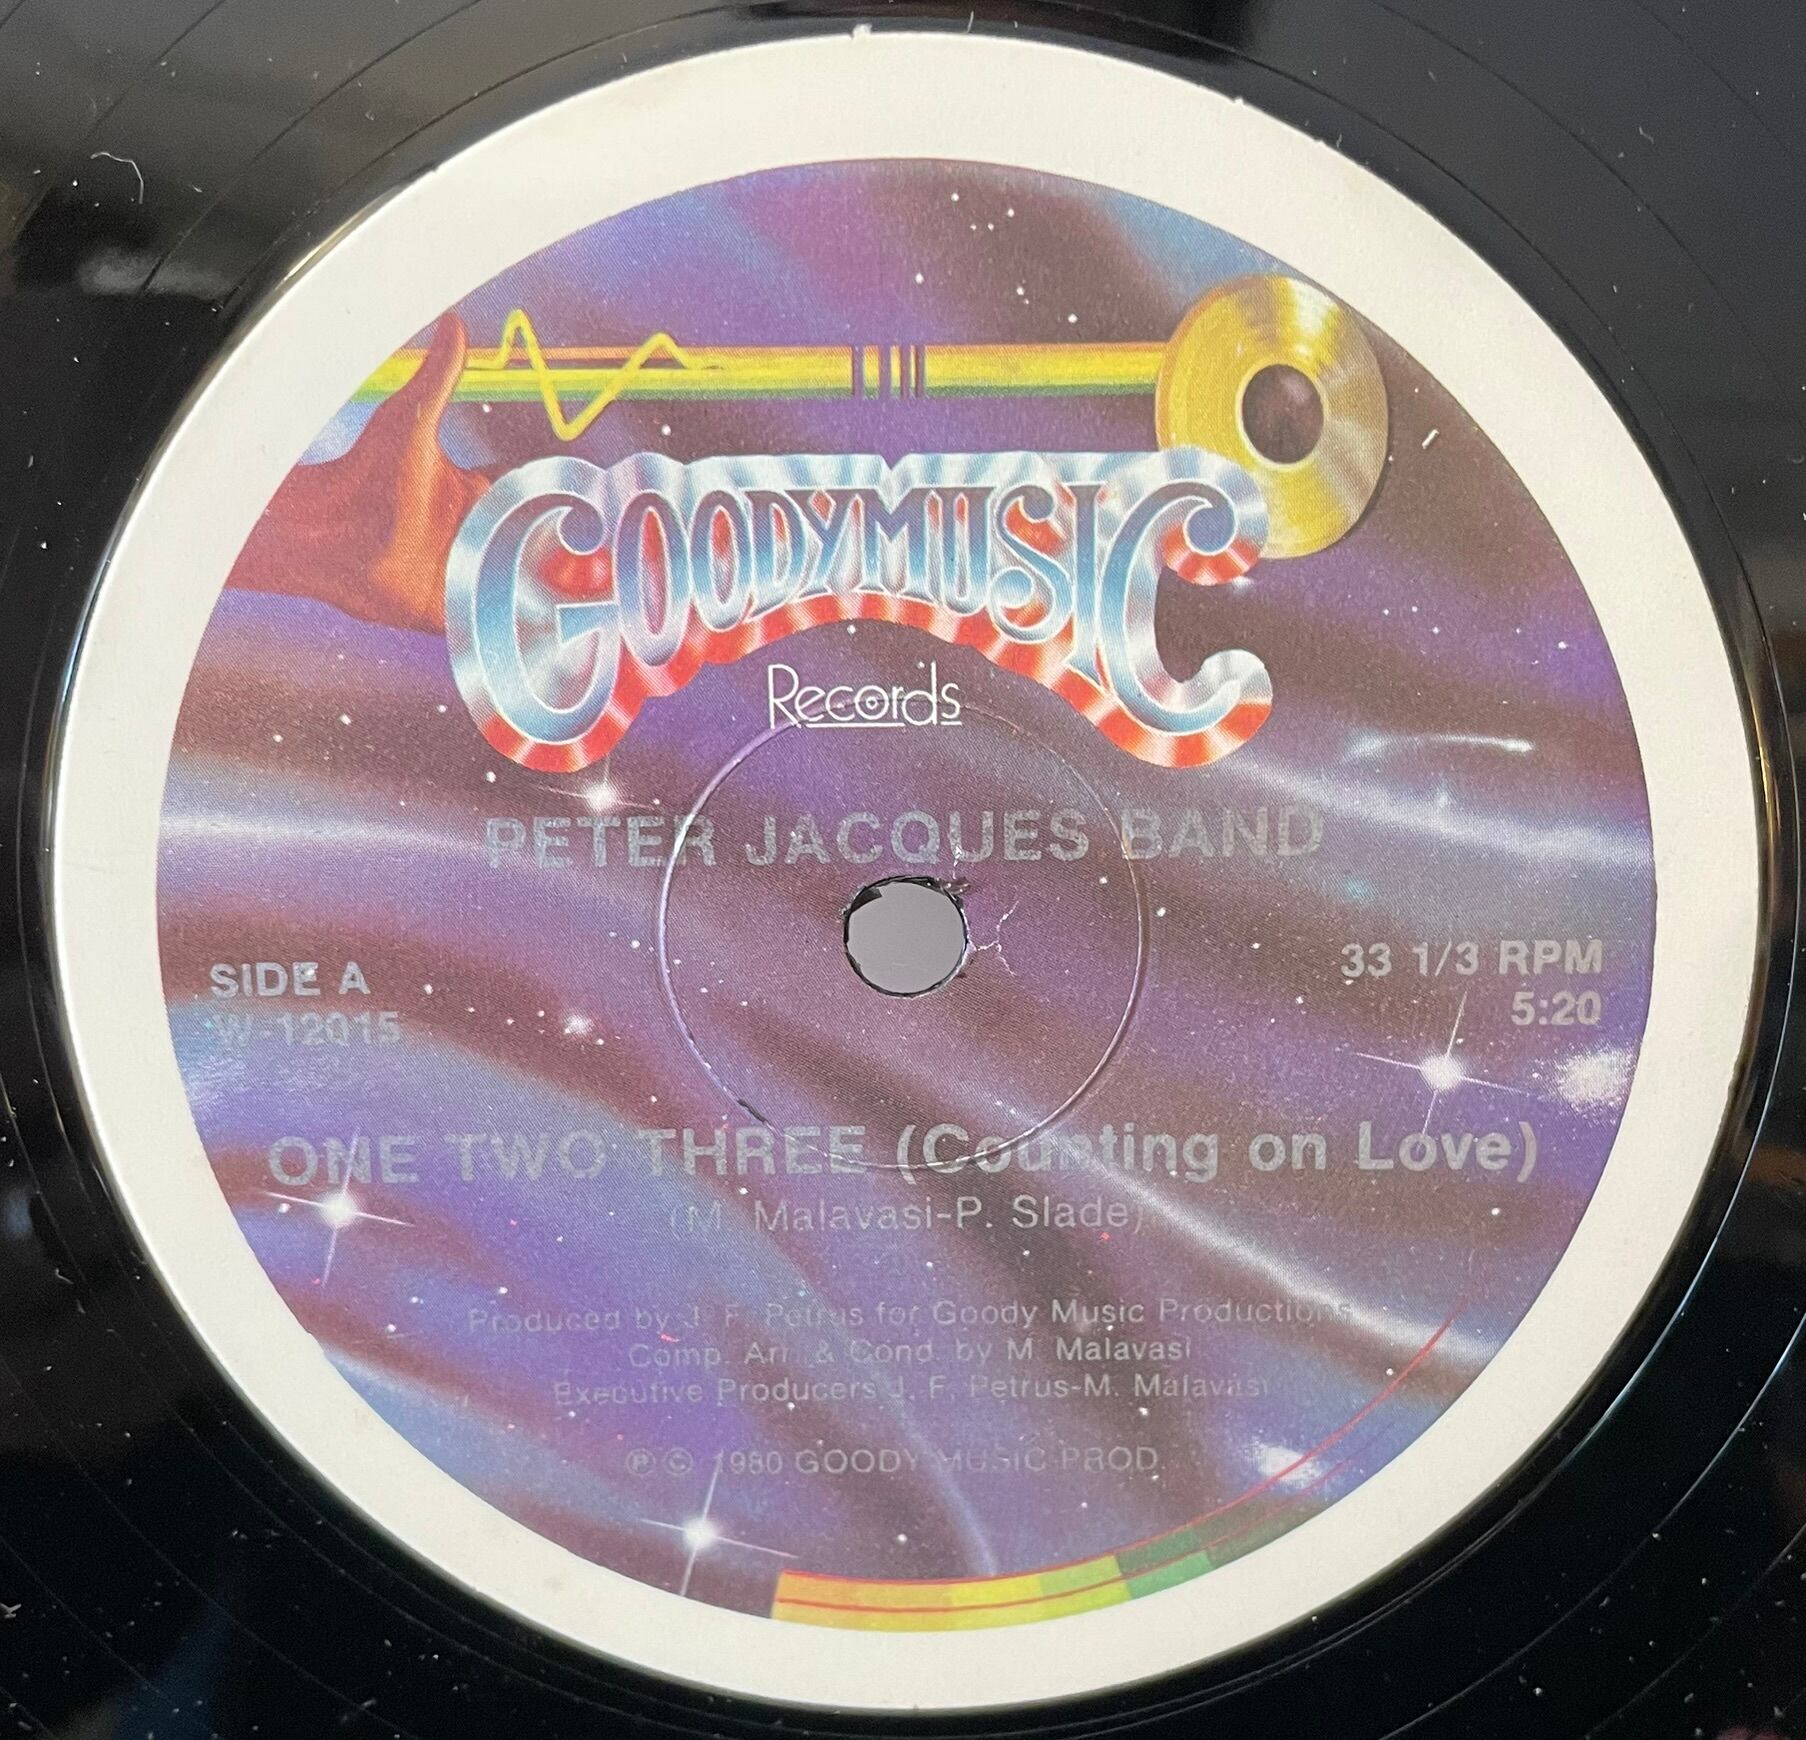 GOODYMUSIC
Records
PETER JACQUES BAND
SIDE A
W-12015
33 1/3 RPM
5:20
ONE TWO THREE (Counting on Love)
(M. Malavasi-P. Slade)
Produced by J. F. Petrus for Goody Music Productions
Comp. Arr. & Cond. by M. Malavasi
Executive Producers J. F. Petrus-M. Malavasi
℗ © 1980 GOODY MUSIC PROD.